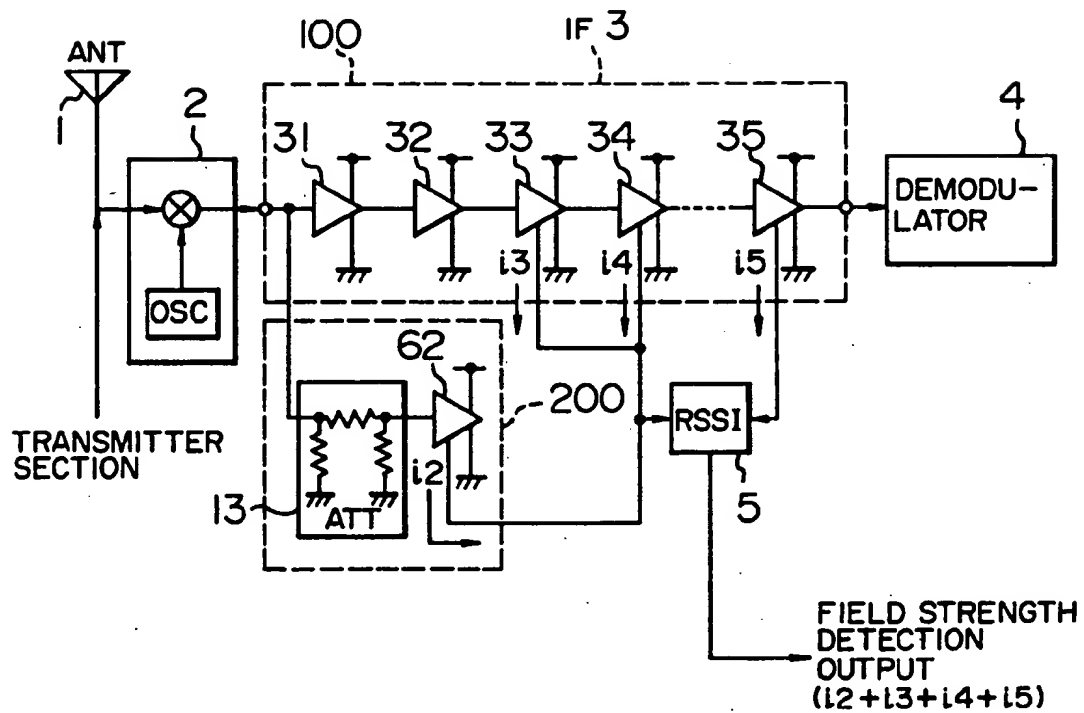 ANT
1
2
100
IF 3
31
32
33
34
35
4
DEMODU-
LATOR
OSC
i3
i4
i5
62
200
RSSI
5
TRANSMITTER
SECTION
13
ATT
i2
FIELD STRENGTH
DETECTION
OUTPUT
(i2+i3+i4+i5)